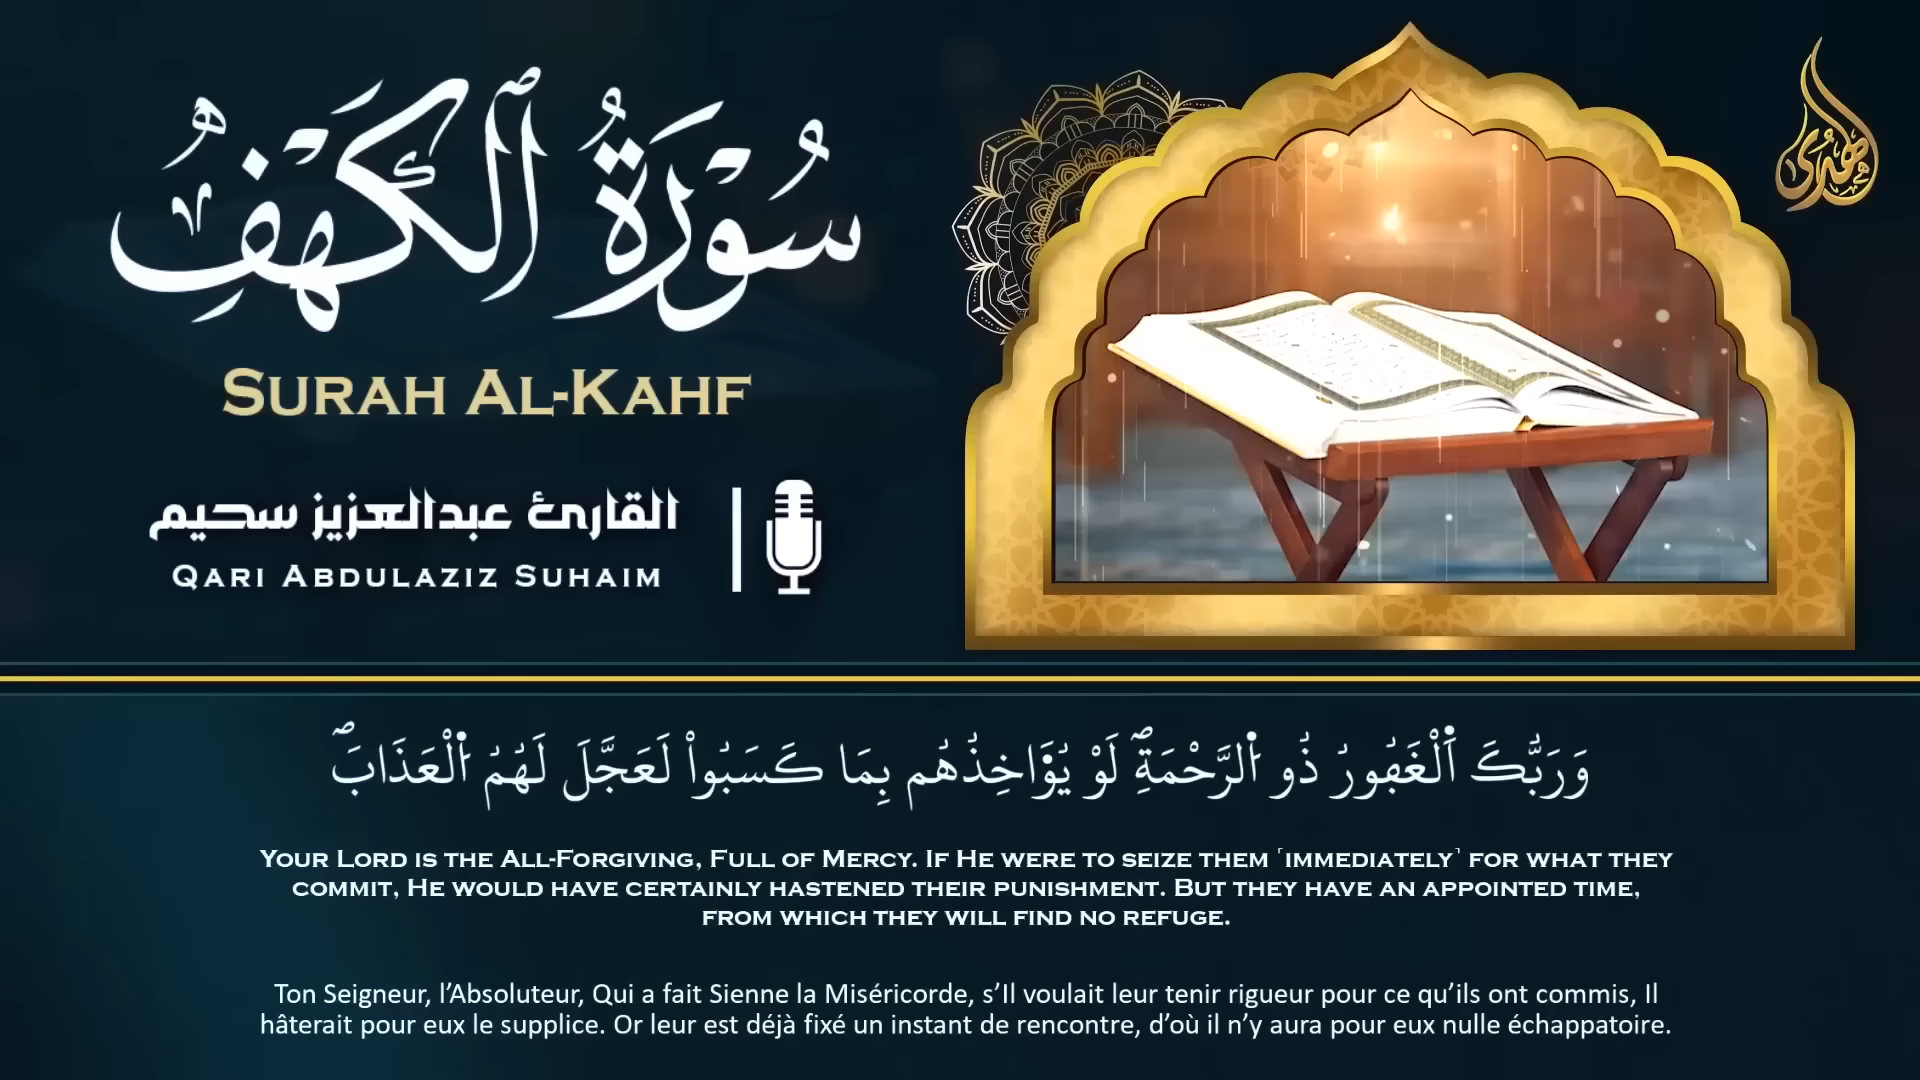 سُورَةُ ٱلْكَهْفِ
SURAH AL-KAHF
القارئ عبدالعزيز سحيم
QARI ABDULAZIZ SUHAIM
هدى
وَرَبُّكَ ٱلْغَفُورُ ذُو ٱلرَّحْمَةِۖ لَوْ يُؤَاخِذُهُم بِمَا كَسَبُوا۟ لَعَجَّلَ لَهُمُ ٱلْعَذَابَۖ
YOUR LORD IS THE ALL-FORGIVING, FULL OF MERCY. IF HE WERE TO SEIZE THEM ˹IMMEDIATELY˺ FOR WHAT THEY
COMMIT, HE WOULD HAVE CERTAINLY HASTENED THEIR PUNISHMENT. BUT THEY HAVE AN APPOINTED TIME,
FROM WHICH THEY WILL FIND NO REFUGE.
Ton Seigneur, l’Absoluteur, Qui a fait Sienne la Miséricorde, s’Il voulait leur tenir rigueur pour ce qu’ils ont commis, Il
hâterait pour eux le supplice. Or leur est déjà fixé un instant de rencontre, d’où il n’y aura pour eux nulle échappatoire.